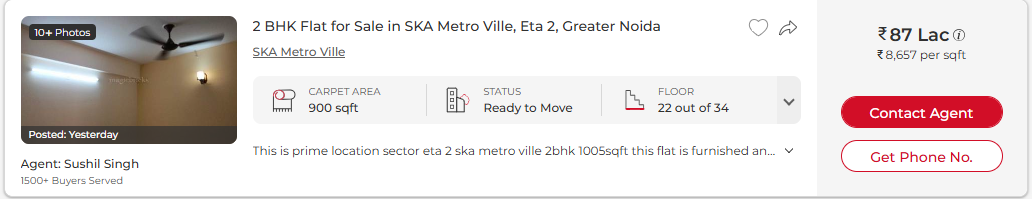 10+ Photos
Posted: Yesterday
Agent: Sushil Singh
1500+ Buyers Served
2 BHK Flat for Sale in SKA Metro Ville, Eta 2, Greater Noida
SKA Metro Ville
CARPET AREA
900 sqft
STATUS
Ready to Move
FLOOR
22 out of 34
This is prime location sector eta 2 ska metro ville 2bhk 1005sqft this flat is furnished an...
₹87 Lac
₹8,657 per sqft
Contact Agent
Get Phone No.